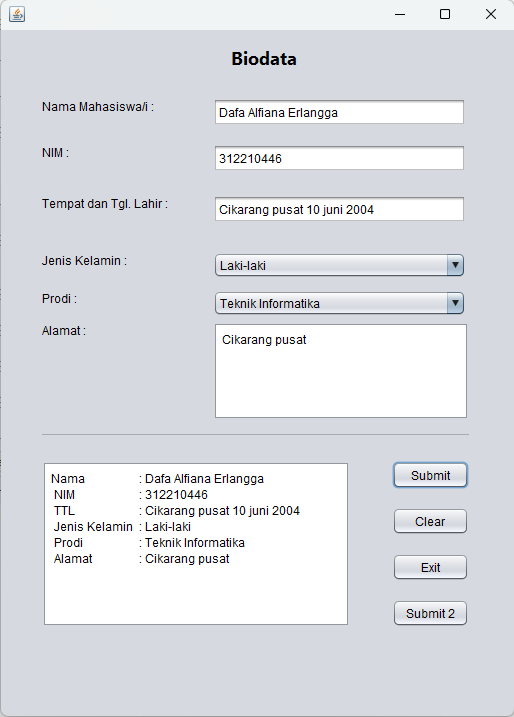 Biodata
Nama Mahasiswa/i : Dafa Alfiana Erlangga
NIM : 312210446
Tempat dan Tgl. Lahir : Cikarang pusat 10 juni 2004
Jenis Kelamin : Laki-laki
Prodi : Teknik Informatika
Alamat : Cikarang pusat
Nama : Dafa Alfiana Erlangga
NIM : 312210446
TTL : Cikarang pusat 10 juni 2004
Jenis Kelamin : Laki-laki
Prodi : Teknik Informatika
Alamat : Cikarang pusat
Submit
Clear
Exit
Submit 2